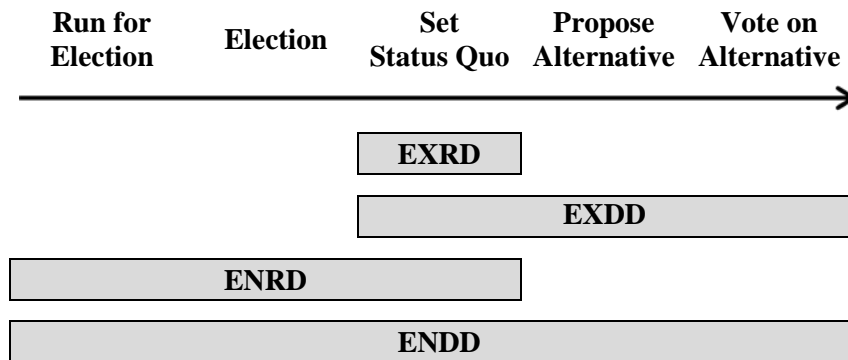 Run for Election Set Propose Vote on
Election Status Quo Alternative Alternative
EXRD
EXDD
ENRD
ENDD